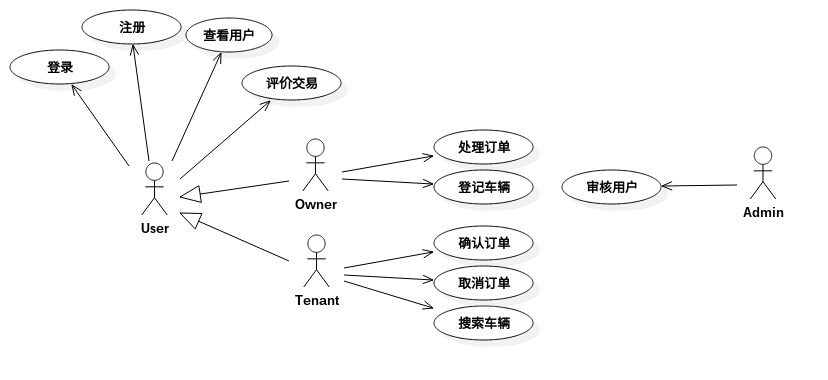 注册
查看用户
登录
评价交易
处理订单
登记车辆
审核用户
Owner
Admin
User
确认订单
取消订单
Tenant
搜索车辆